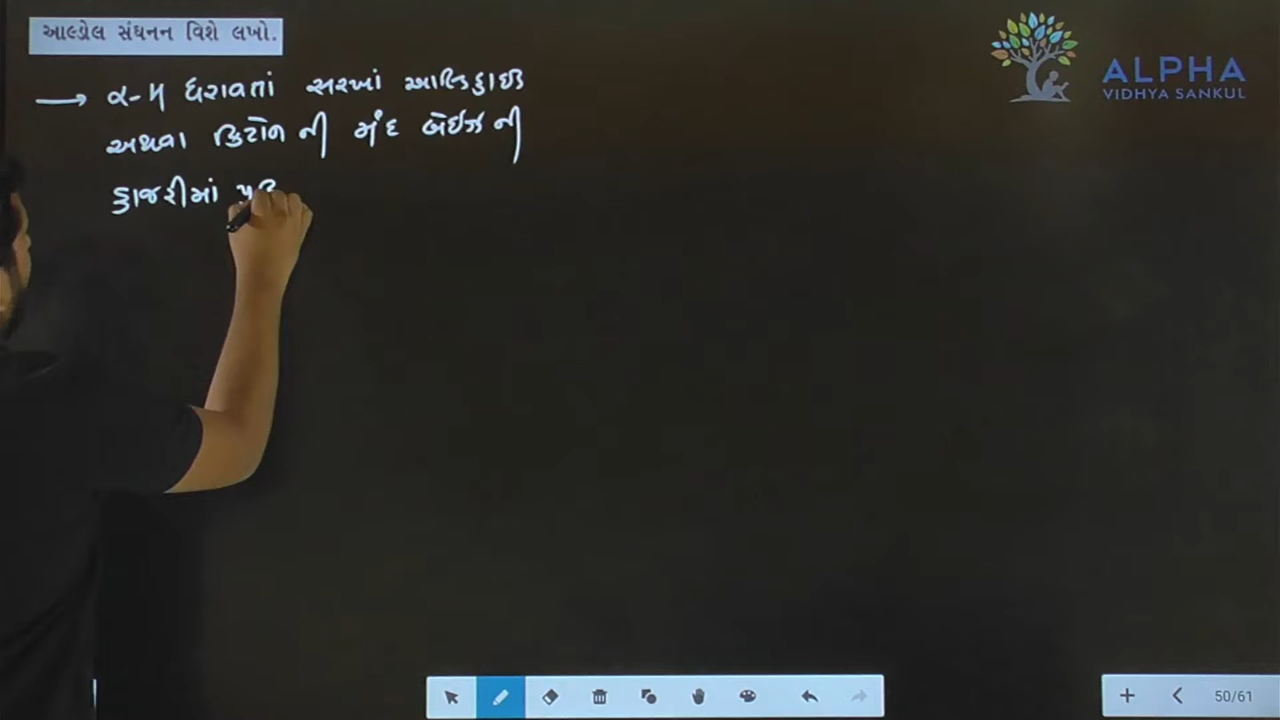 આલ્ડોલ સંઘનન વિશે લખો.
ALPHA
VIDHYA SANKUL
→ α-H ધરાવતાં સરખાં આલ્ડિહાઇડ
અથવા કિટોન ની મંદ બેઇઝ ની
હાજરીમાં
50/61